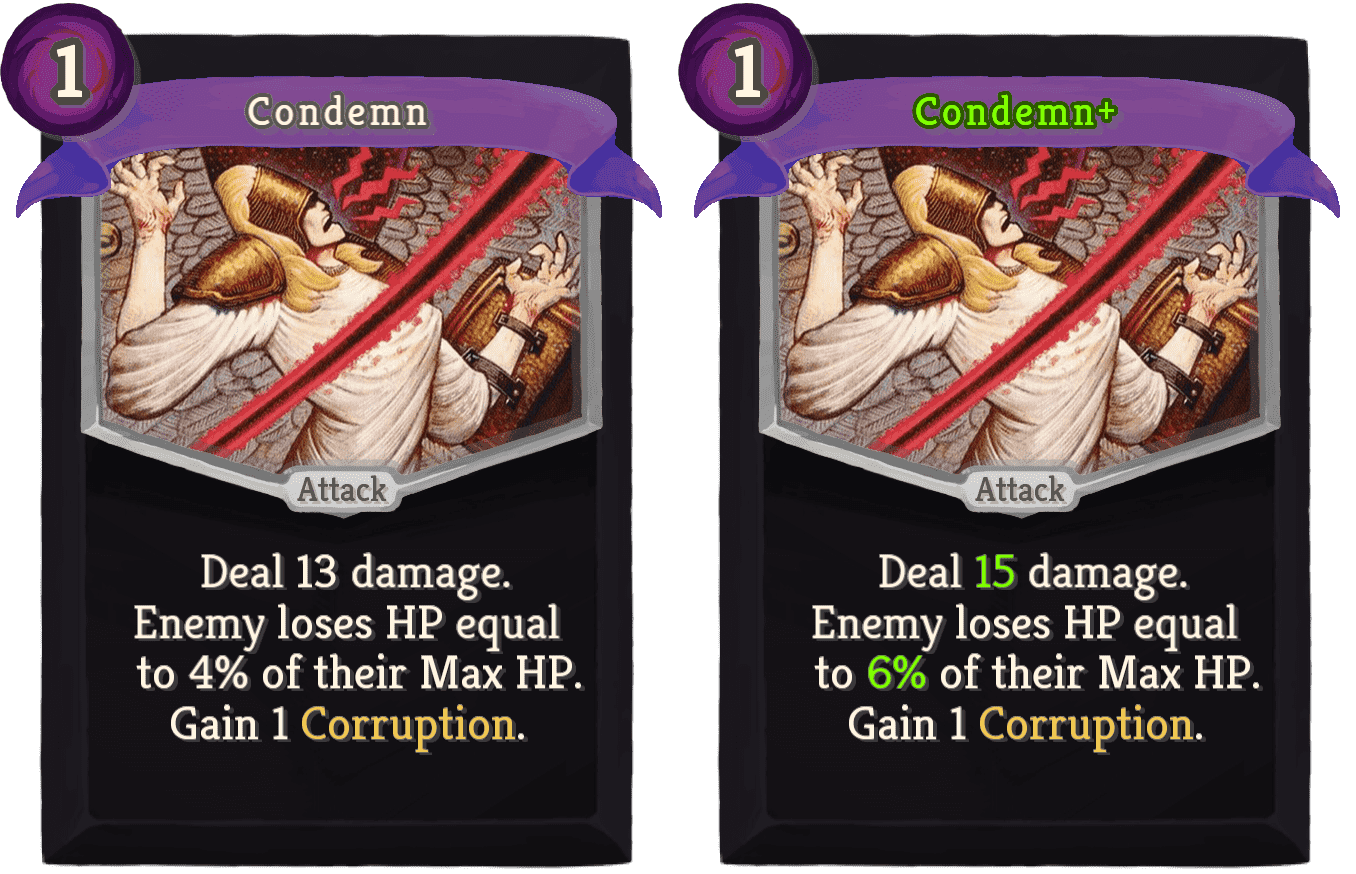 1
Condemn
Attack
Deal 13 damage.
Enemy loses HP equal
to 4% of their Max HP.
Gain 1 Corruption.
1
Condemn+
Attack
Deal 15 damage.
Enemy loses HP equal
to 6% of their Max HP.
Gain 1 Corruption.